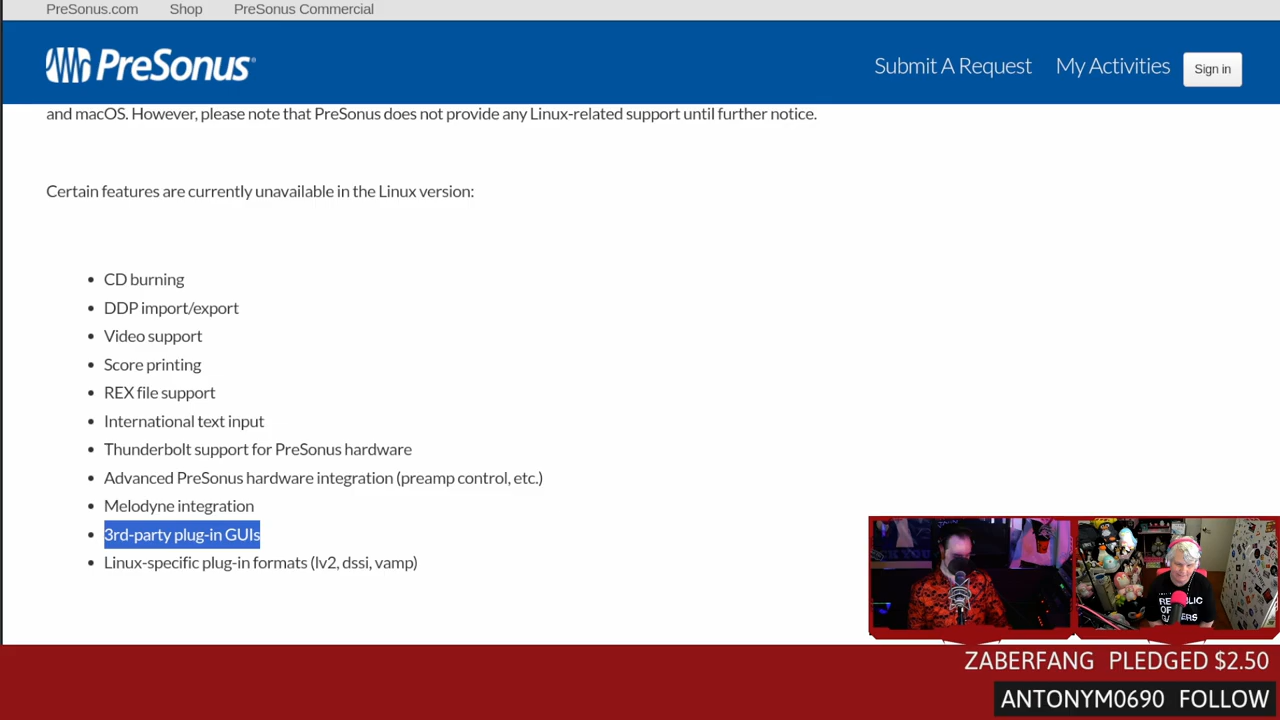 PreSonus.com Shop PreSonus Commercial
PreSonus Submit A Request My Activities Sign in
and macOS. However, please note that PreSonus does not provide any Linux-related support until further notice.
Certain features are currently unavailable in the Linux version:
• CD burning
• DDP import/export
• Video support
• Score printing
• REX file support
• International text input
• Thunderbolt support for PreSonus hardware
• Advanced PreSonus hardware integration (preamp control, etc.)
• Melodyne integration
• 3rd-party plug-in GUIs
• Linux-specific plug-in formats (lv2, dssi, vamp)
ZABERFANG PLEDGED $2.50
ANTONYM0690 FOLLOW